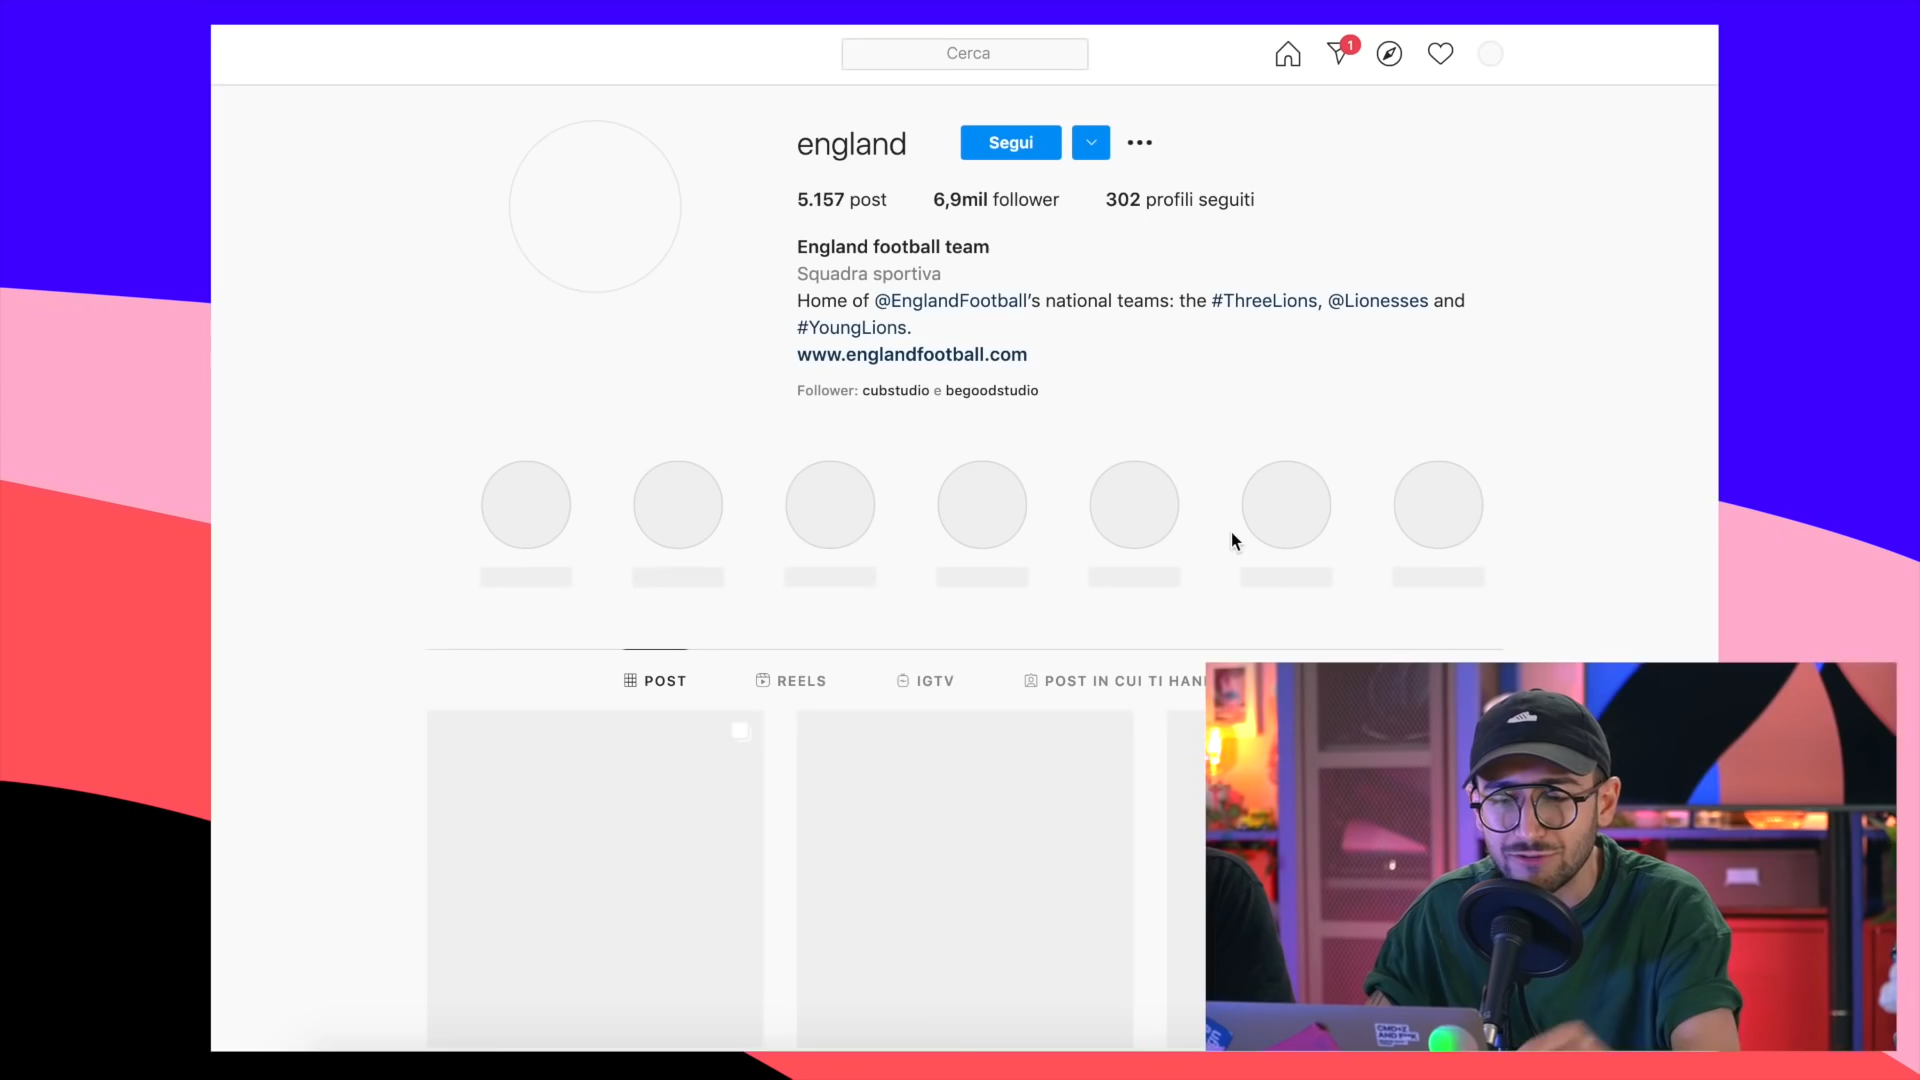 Cerca
1
england
Segui
5.157 post 6,9mil follower 302 profili seguiti
England football team
Squadra sportiva
Home of @EnglandFootball’s national teams: the #ThreeLions, @Lionesses and
#YoungLions.
www.englandfootball.com
Follower: cubstudio e begoodstudio
POST REELS IGTV POST IN CUI TI HAN
CMD+Z